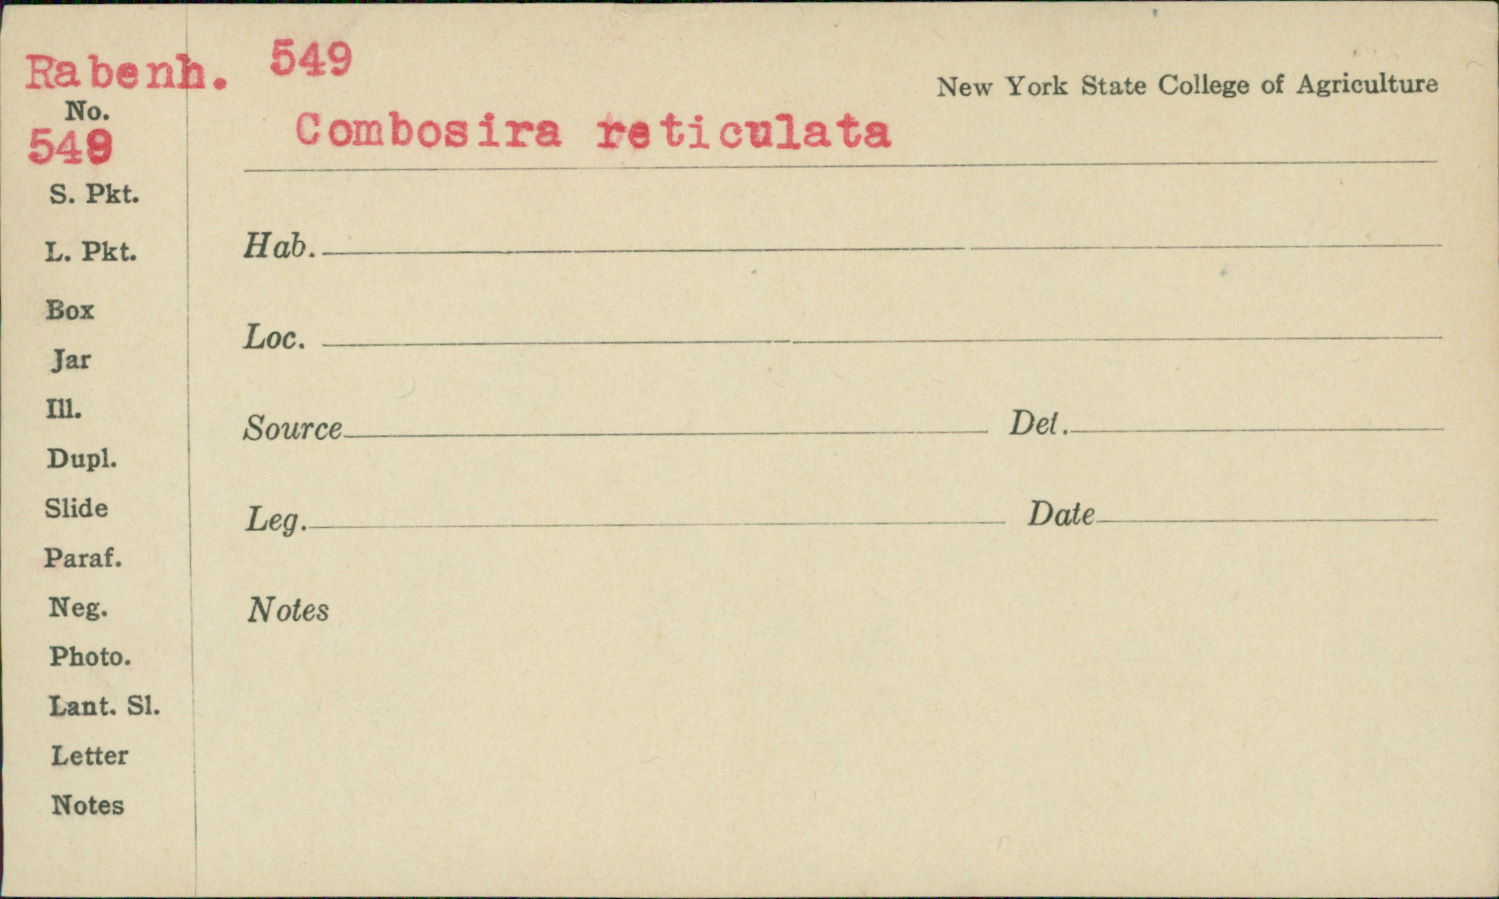 Rabenh. 549
New York State College of Agriculture
No.
549
Combosira reticulata
S. Pkt.
L. Pkt.
Box
Jar
Ill.
Dupl.
Slide
Paraf.
Neg.
Photo.
Lant. Sl.
Letter
Notes
Hab.
Loc.
Source Det.
Leg. Date
Notes